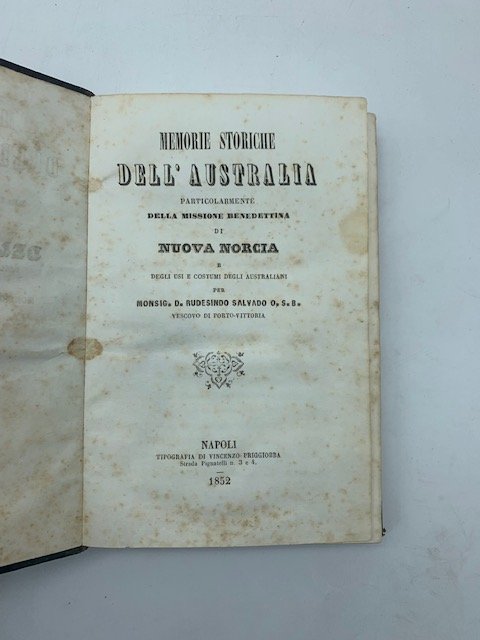 MEMORIE STORICHE
DELL'AUSTRALIA
PARTICOLARMENTE
DELLA MISSIONE BENEDETTINA
DI
NUOVA NORCIA
E
DEGLI USI E COSTUMI DEGLI AUSTRALIANI
PER
MONSIG. D. RUDESINDO SALVADO O. S. B.
VESCOVO DI PORTO-VITTORIA
NAPOLI
TIPOGRAFIA DI VINCENZO PRIGGIOBBA
Strada Pignatelli n. 3 e 4.
1852